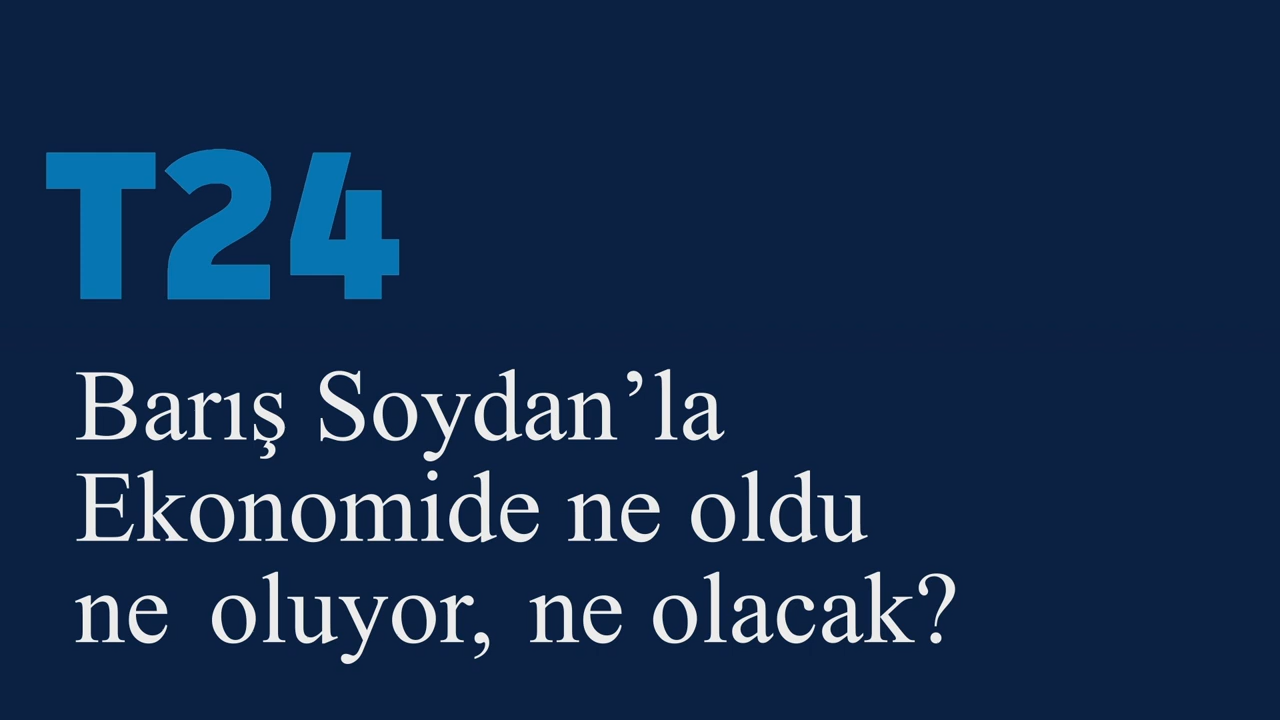 T24
Barış Soydan’la
Ekonomide ne oldu
ne oluyor, ne olacak?